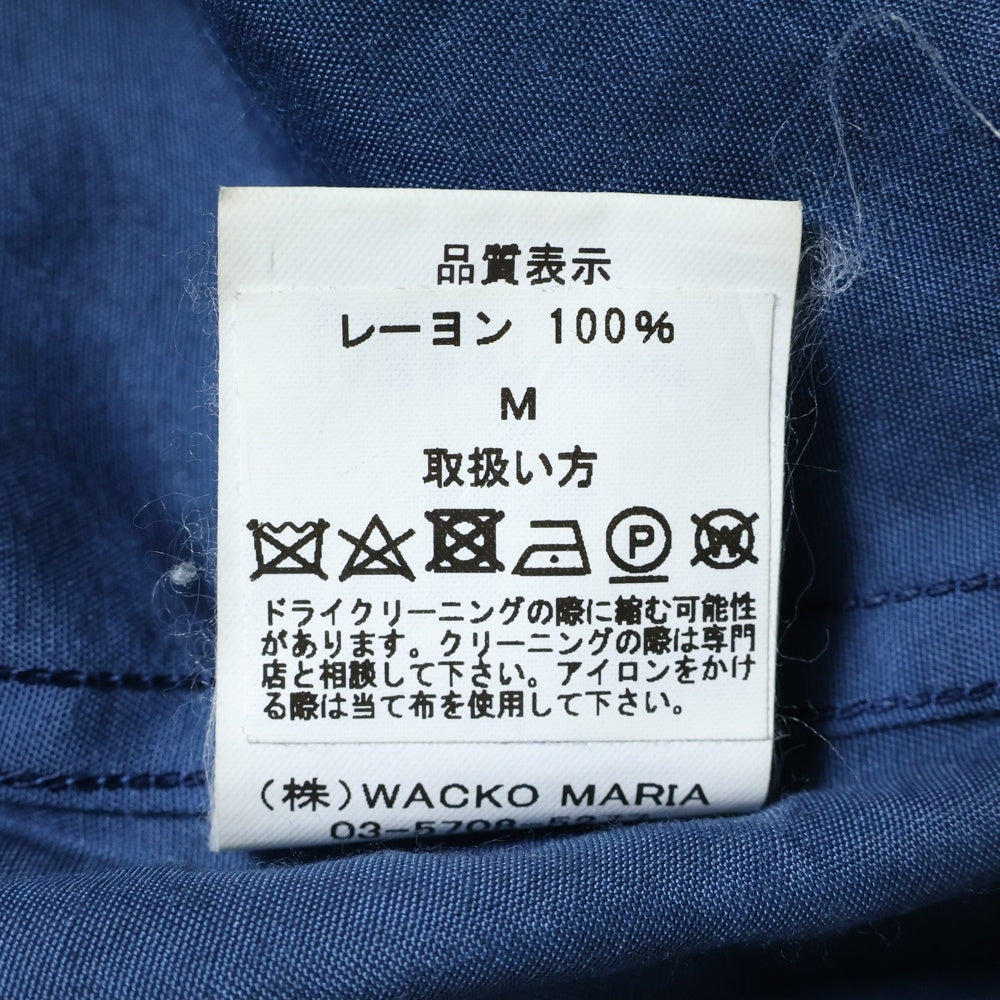 品質表示
レーヨン 100%
M
取扱い方
P W
ドライクリーニングの際に縮む可能性
があります。クリーニングの際は専門
店と相談して下さい。アイロンをかけ
る際は当て布を使用して下さい。
(株)WACKO MARIA
03-5708-